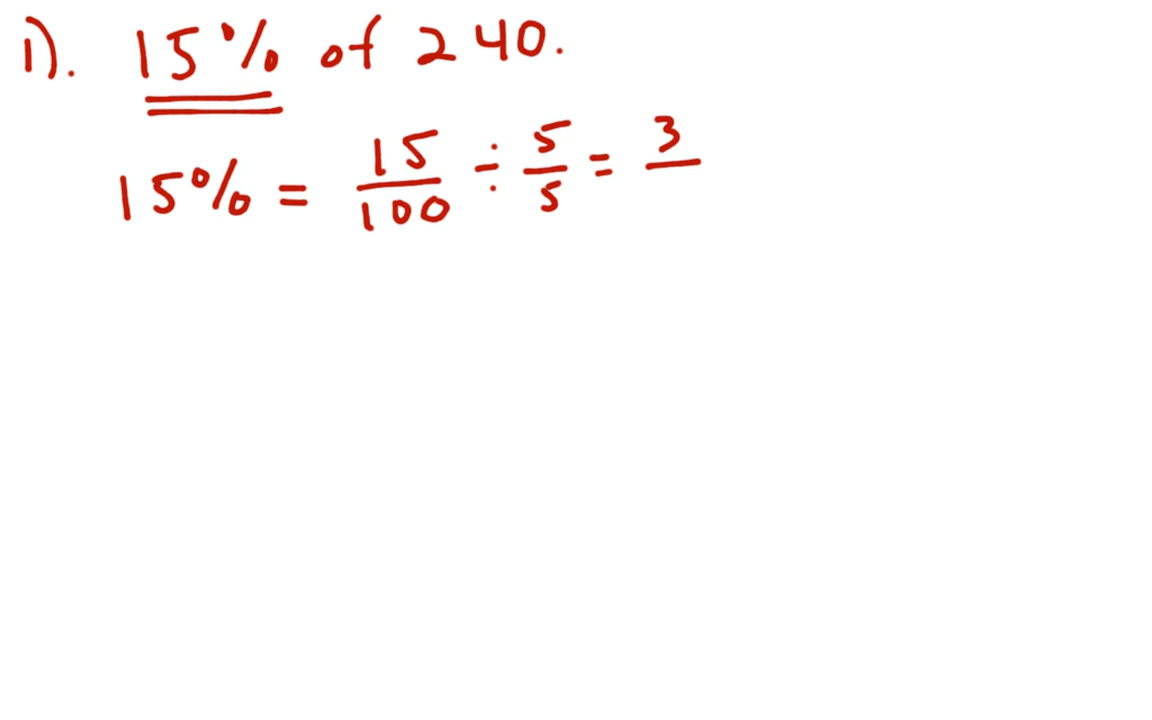 1). 15% of 240.
15% = 15/100 ÷ 5/5 = 3/